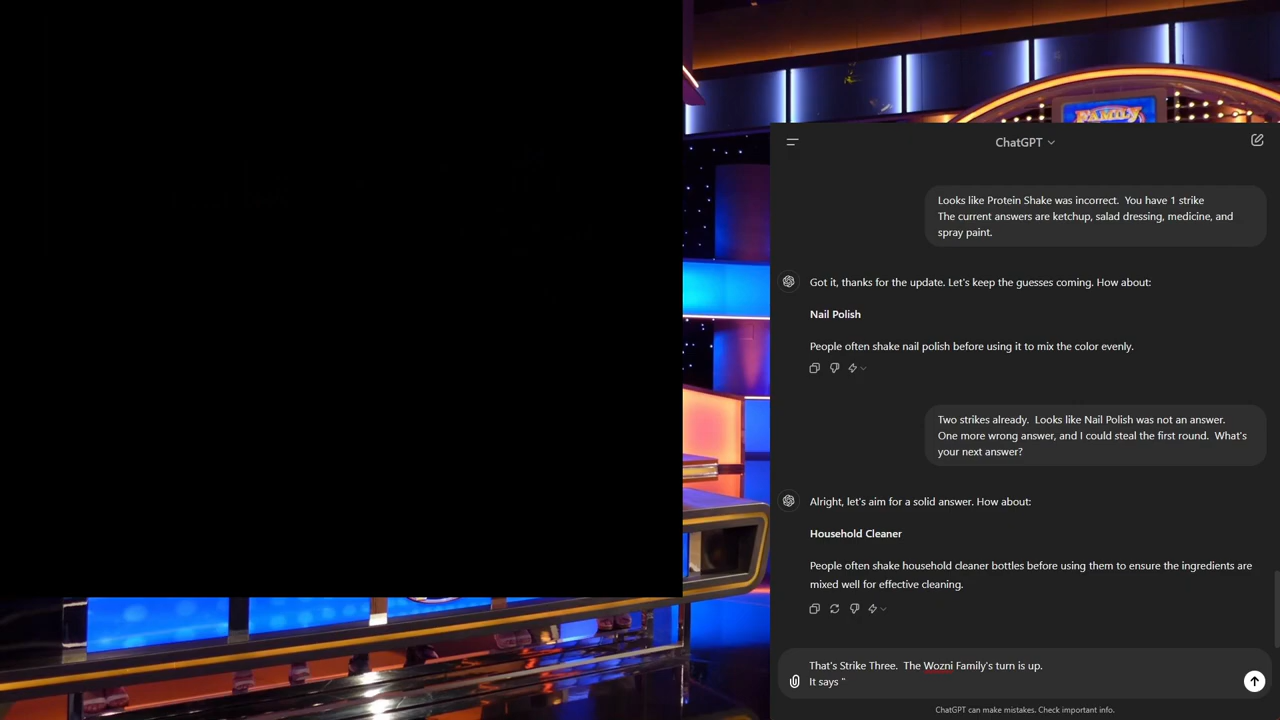 FAMILY
ChatGPT
Looks like Protein Shake was incorrect.  You have 1 strike
The current answers are ketchup, salad dressing, medicine, and
spray paint.
Got it, thanks for the update. Let's keep the guesses coming. How about:
Nail Polish
People often shake nail polish before using it to mix the color evenly.
Two strikes already.  Looks like Nail Polish was not an answer.
One more wrong answer, and I could steal the first round.  What's
your next answer?
Alright, let's aim for a solid answer. How about:
Household Cleaner
People often shake household cleaner bottles before using them to ensure the ingredients are
mixed well for effective cleaning.
That's Strike Three.  The Wozni Family's turn is up.
It says "
ChatGPT can make mistakes. Check important info.